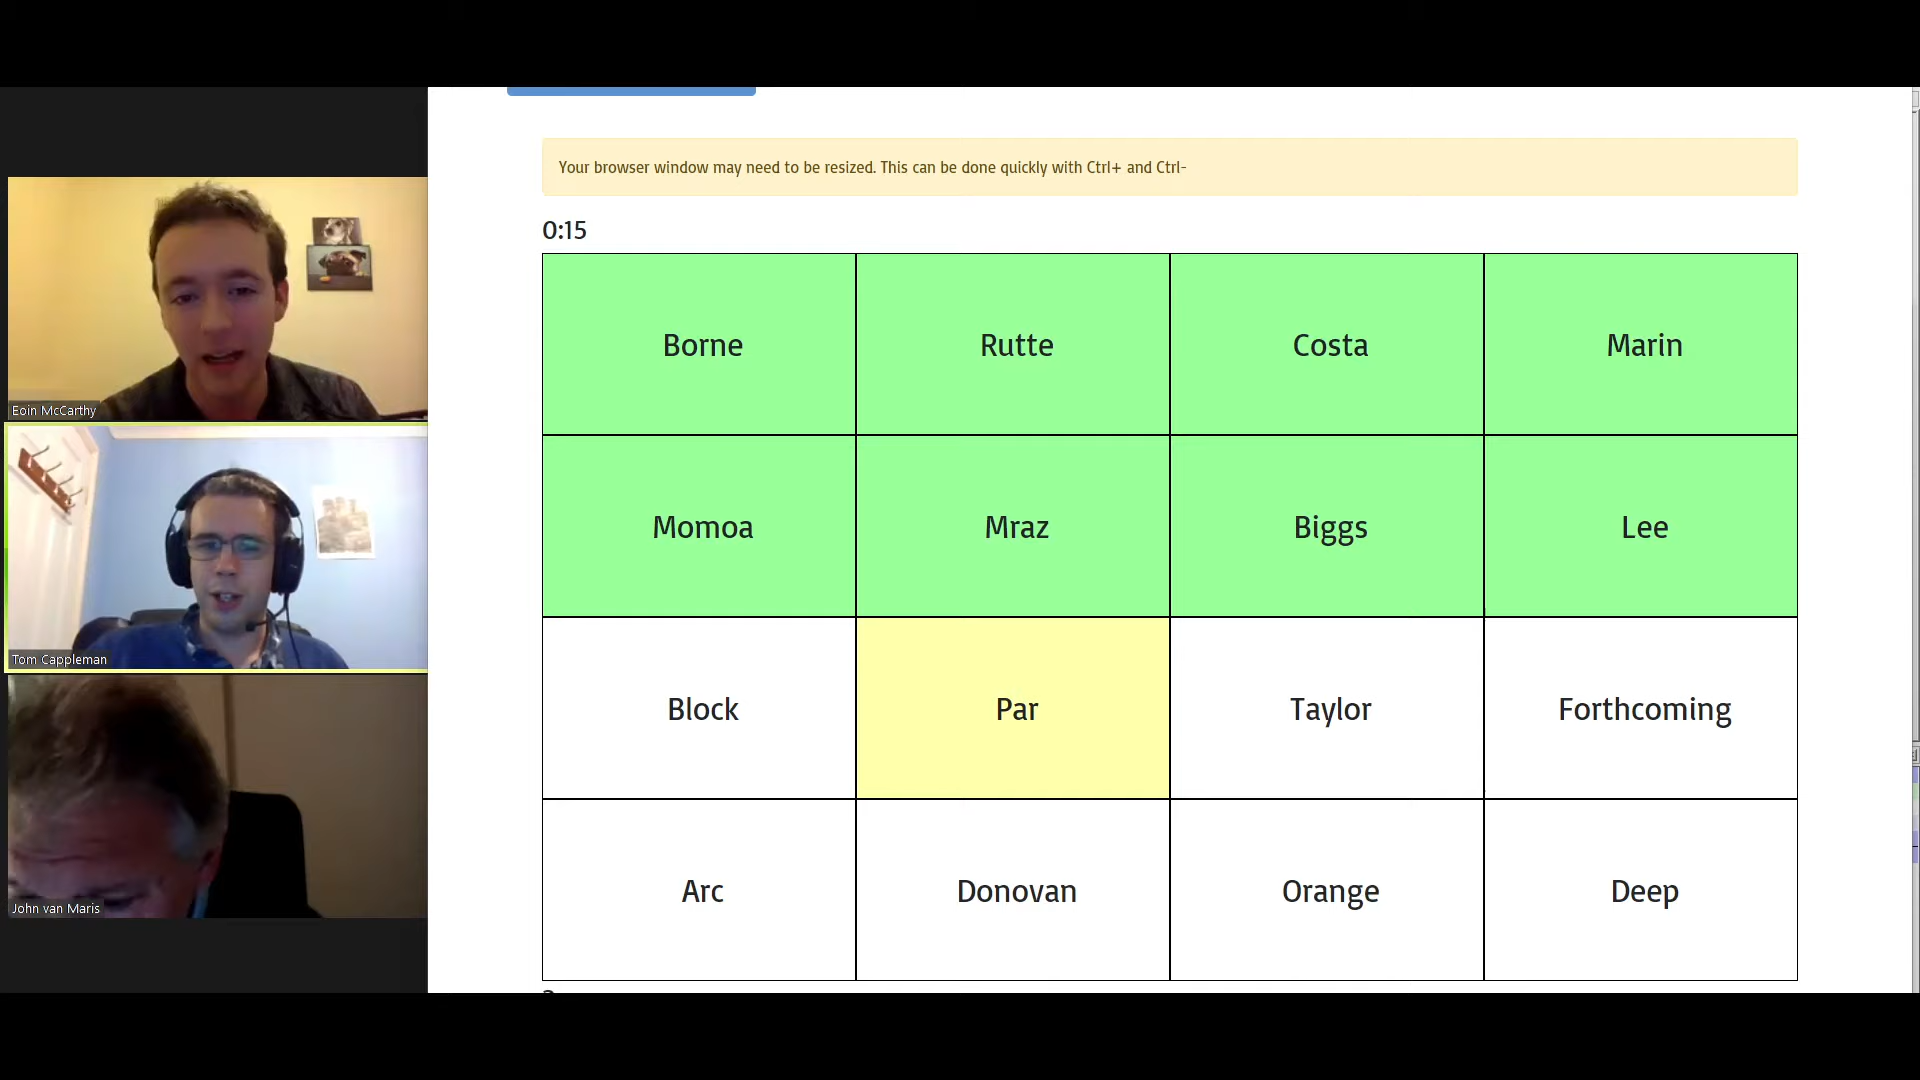 Your browser window may need to be resized. This can be done quickly with Ctrl+ and Ctrl-
0:15
Borne
Rutte
Costa
Marin
Momoa
Mraz
Biggs
Lee
Block
Par
Taylor
Forthcoming
Arc
Donovan
Orange
Deep
Eoin McCarthy
Tom Cappleman
John van Maris